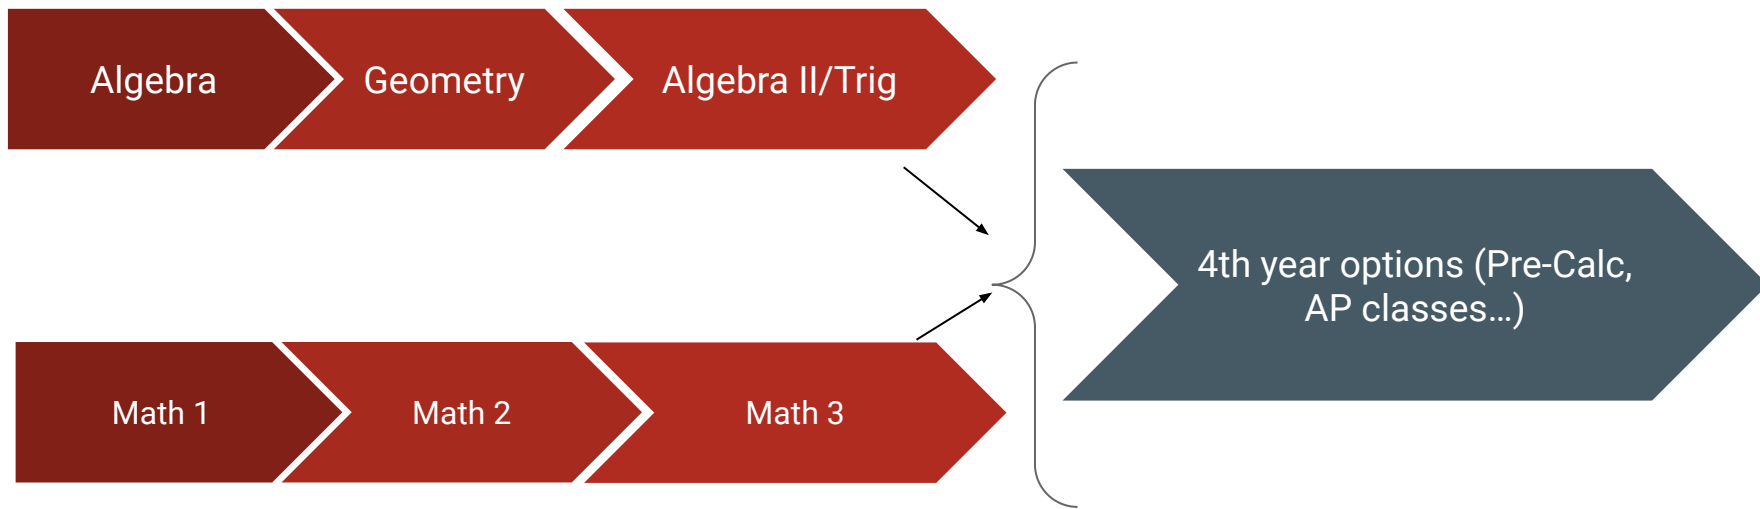 Algebra
Geometry
Algebra II/Trig
4th year options (Pre-Calc,
AP classes...)
Math 1
Math 2
Math 3